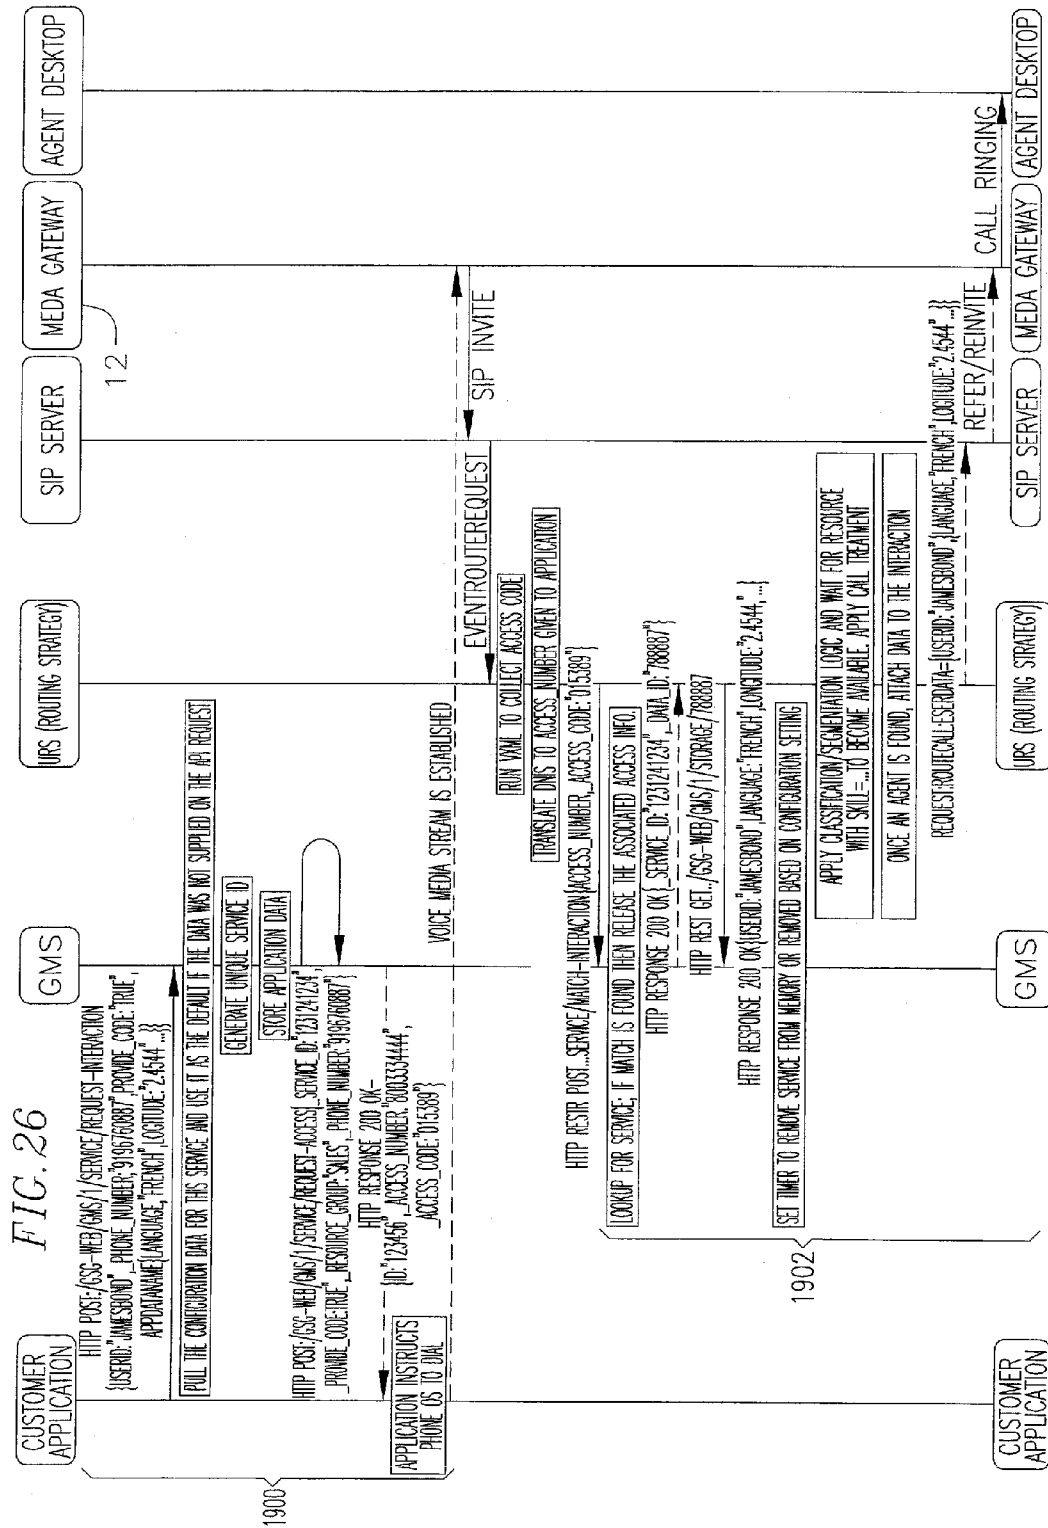 FIG. 26
CUSTOMER
APPLICATION
GMS
URS (ROUTING STRATEGY)
SIP SERVER
MEDA GATEWAY
AGENT DESKTOP
12
1900
HTTP POST:/GSG-WEB/GMS/1/SERVICE/REQUEST-INTERACTION
{USERID:"JAMESBOND",_PHONE_NUMBER,"9196760887",PROVIDE_CODE:"TRUE",
APPDATANAME{LANGUAGE,"FRENCH",LOGITUDE:"2.4544"...}}
PULL THE CONFIGURATION DATA FOR THIS SERVICE AND USE IT AS THE DEFAULT IF THE DATA WAS NOT SUPPLIED ON THE API REQUEST.
GENERATE UNIQUE SERVICE ID
STORE APPLICATION DATA
HTTP POST:/GSG-WEB/GMS/1/SERVICE/REQUEST-ACCESS{_SERVICE_ID:"1231241234",
_PROVIDE_CODE:TRUE",_RESOURCE_GROUP:"SALES",_PHONE_NUMBER:"9196760887"}
HTTP RESPONSE 200 OK-
{ID:"123456",_ACCESS_NUMBER."8003334444",
_ACCESS_CODE:"D15389}
APPLICATION INSTRUCTS
PHONE OS TO DIAL
VOICE MEDIA STREAM IS ESTABLISHED
SIP INVITE
EVENTROUTEREQUEST
RUN VXML TO COLLECT ACCESS CODE
TRANSLATE DNIS TO ACCESS_NUMBER GIVEN TO APPLICATION
HTTP RESTR POST...SERVICE/MATCH-INTERACTION{ACCESS_NUMBER,_ACCESS_CODE:"D15389"}
LOOKUP FOR SERVICE; IF MATCH IS FOUND THEN RELEASE THE ASSOCIATED ACCESS INFO.
HTTP RESPONSE 200 OK{_SERVICE_ID:"1231241234",_DATA_ID:"788887"}
HTTP REST GET../GSG-WEB/GMS/1/STORAGE/788887
HTTP RESPONSE 200 OK{USERID:"JAMESBOND",LANGUAGE:"FRENCH",LONGITUDE:"2.4544",...}
SET TIMER TO REMOVE SERVICE FROM MEMORY OR REMOVED BASED ON CONFIGURATION SETTING
APPLY CLASSIFICATION/SEGMENTATION LOGIC AND WAIT FOR RESOURCE
WITH SKILL=...TO BECOME AVAILABLE. APPLY CALL TREATMENT
ONCE AN AGENT IS FOUND, ATTACH DATA TO THE INTERACTION
REQUEST:ROUTECALL:ESERDATA={USERID:"JAMESBOND",{LANGUAGE,"FRENCH",LOGITUDE:"2.4544"...}}
REFER/REINVITE
CALL RINGING
1902
CUSTOMER
APPLICATION
GMS
URS (ROUTING STRATEGY)
SIP SERVER
MEDA GATEWAY
AGENT DESKTOP